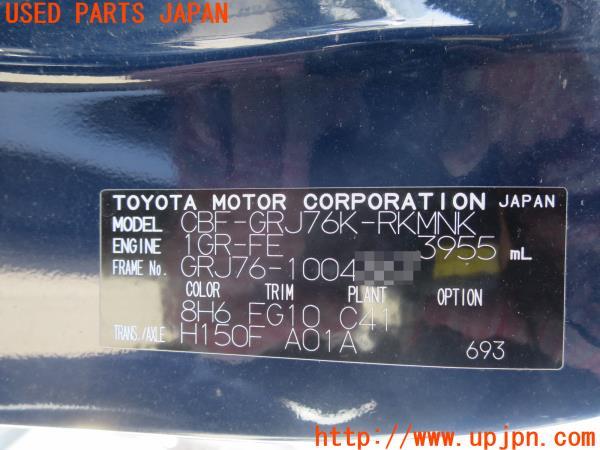 USED PARTS JAPAN
TOYOTA MOTOR CORPORATION JAPAN
MODEL CBF-GRJ76K-RKMNK
ENGINE 1GR-FE 3955 mL
FRAME No. GRJ76-1004
COLOR TRIM PLANT OPTION
8H6 FG10 C41
TRANS./AXLE H150F A01A
693
http://www.upjpn.com